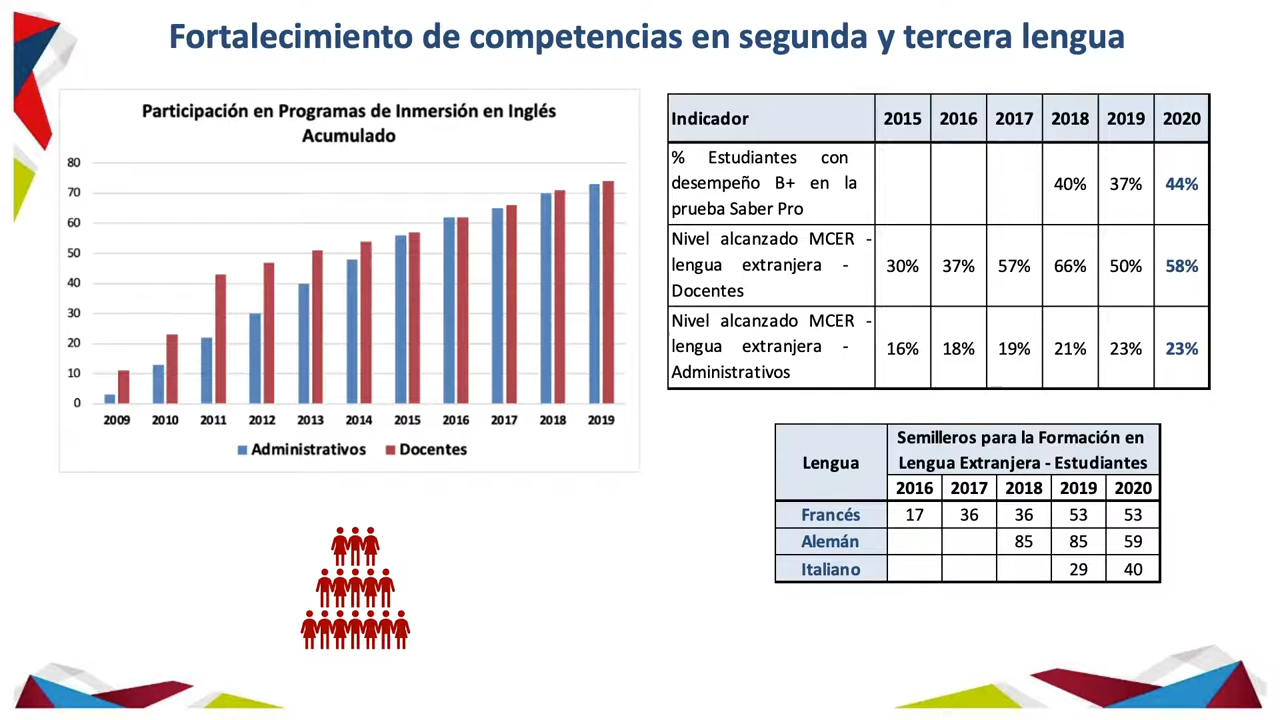 Fortalecimiento de competencias en segunda y tercera lengua
Participación en Programas de Inmersión en Inglés
Acumulado
80
70
60
50
40
30
20
10
0
2009 2010 2011 2012 2013 2014 2015 2016 2017 2018 2019
Administrativos Docentes
Indicador 2015 2016 2017 2018 2019 2020
% Estudiantes con
desempeño B+ en la
prueba Saber Pro
40% 37% 44%
Nivel alcanzado MCER -
lengua extranjera -
Docentes
30% 37% 57% 66% 50% 58%
Nivel alcanzado MCER -
lengua extranjera -
Administrativos
16% 18% 19% 21% 23% 23%
Lengua
Semilleros para la Formación en
Lengua Extranjera - Estudiantes
2016 2017 2018 2019 2020
Francés 17 36 36 53 53
Alemán 85 85 59
Italiano 29 40